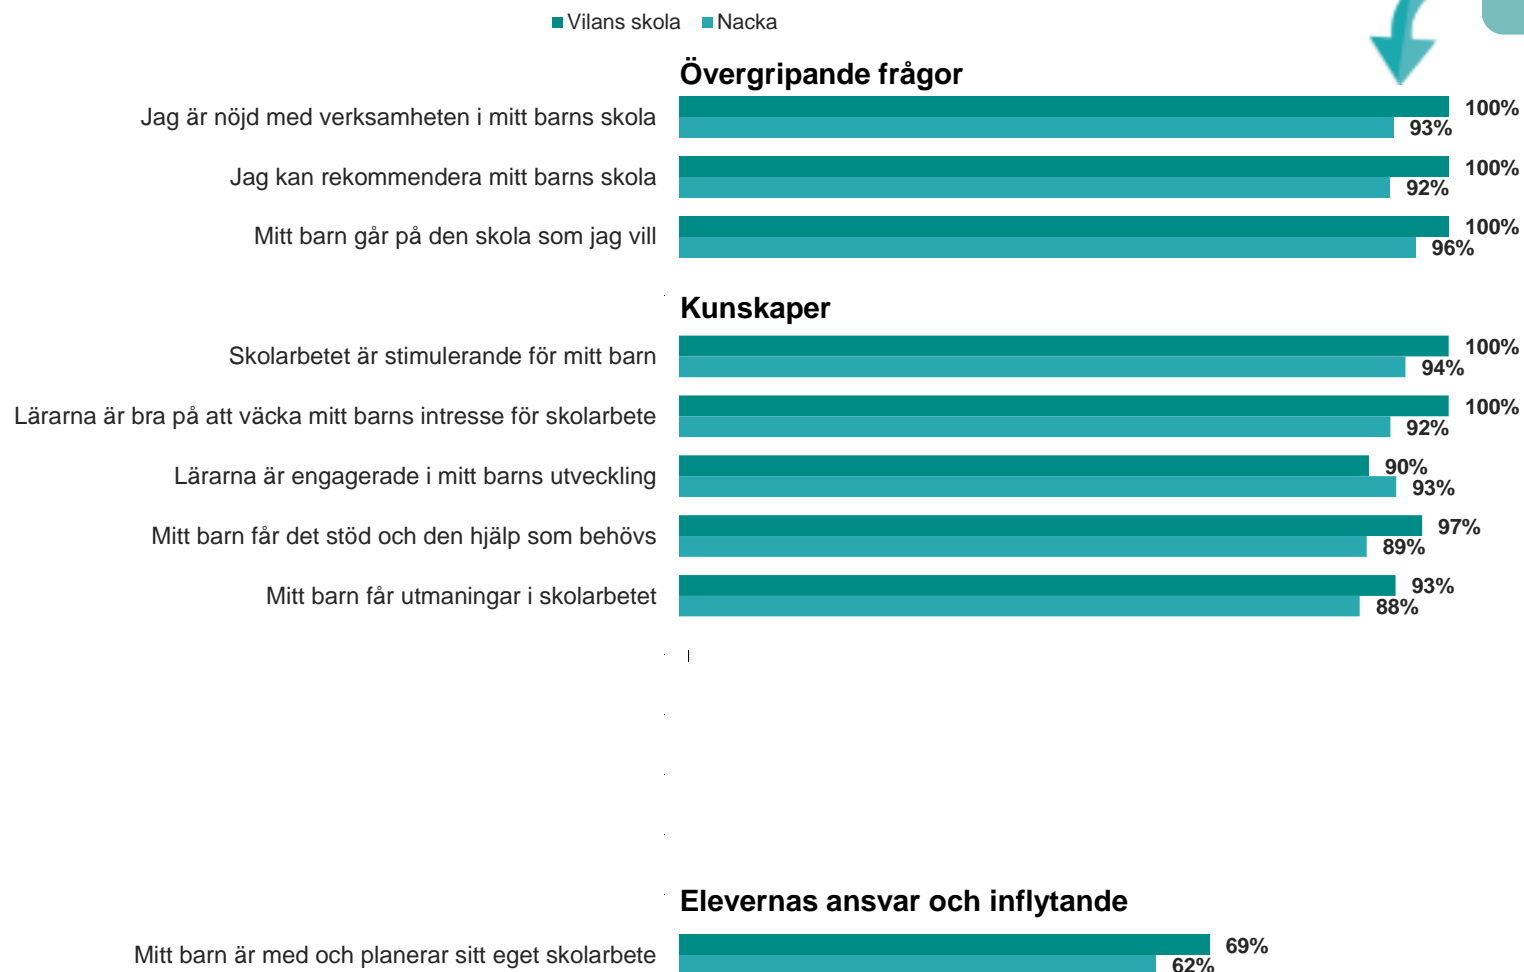 Vilans skola Nacka
Övergripande frågor
Jag är nöjd med verksamheten i mitt barns skola 100%
93%
Jag kan rekommendera mitt barns skola 100%
92%
Mitt barn går på den skola som jag vill 100%
96%
Kunskaper
Skolarbetet är stimulerande för mitt barn 100%
94%
Lärarna är bra på att väcka mitt barns intresse för skolarbete 100%
92%
Lärarna är engagerade i mitt barns utveckling 90%
93%
Mitt barn får det stöd och den hjälp som behövs 97%
89%
Mitt barn får utmaningar i skolarbetet 93%
88%
Elevernas ansvar och inflytande
Mitt barn är med och planerar sitt eget skolarbete 69%
62%